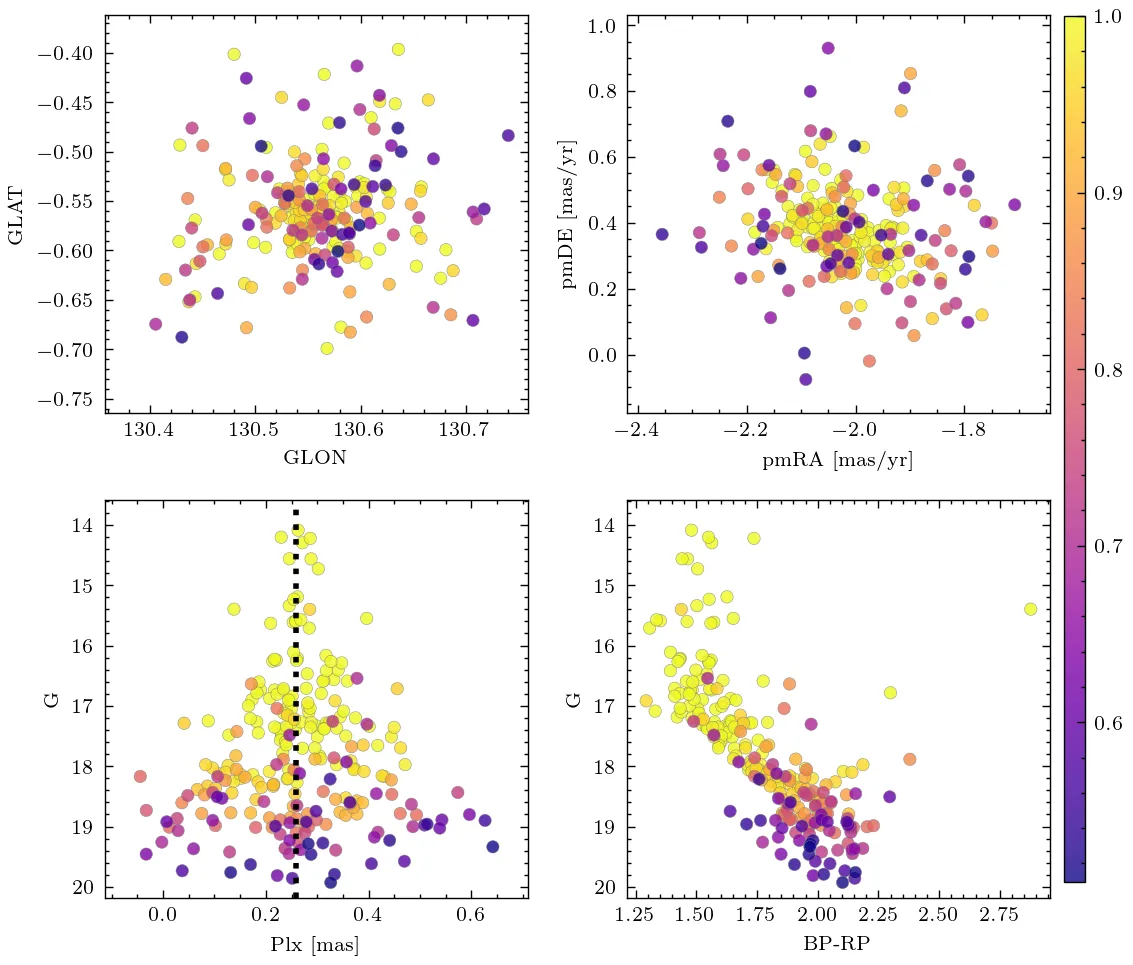 −0.40
−0.45
−0.50
−0.55
−0.60
−0.65
−0.70
−0.75
GLAT
130.4 130.5 130.6 130.7
GLON
1.0
0.8
0.6
0.4
0.2
0.0
pmDE [mas/yr]
−2.4 −2.2 −2.0 −1.8
pmRA [mas/yr]
14
15
16
17
18
19
20
G
0.0 0.2 0.4 0.6
Plx [mas]
14
15
16
17
18
19
20
G
1.25 1.50 1.75 2.00 2.25 2.50 2.75
BP-RP
1.0
0.9
0.8
0.7
0.6